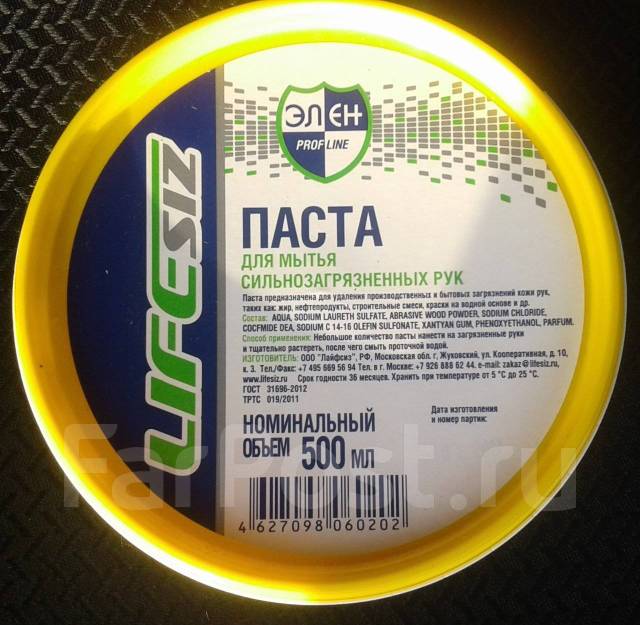 ЭЛЕН
PROF LINE
LIFESIZ
ПАСТА
ДЛЯ МЫТЬЯ
СИЛЬНОЗАГРЯЗНЕННЫХ РУК
Паста предназначена для удаления производственных и бытовых загрязнений кожи рук,
таких как: жир, нефтепродукты, строительные смеси, краски на водной основе и др.
Состав: AQUA, SODIUM LAURETH SULFATE, ABRASIVE WOOD POWDER, SODIUM CHLORIDE,
COCFMIDE DEA, SODIUM C 14-16 OLEFIN SULFONATE, XANTYAN GUM, PHENOXYETHANOL, PARFUM.
Способ применения: Небольшое количество пасты нанести на загрязненные руки
и тщательно растереть, после чего смыть проточной водой.
ИЗГОТОВИТЕЛЬ: ООО "Лайфсиз", РФ, Московская обл. г, Жуковский, ул. Кооперативная, д. 10,
к. 3. Тел./Факс: +7 495 669 56 94 Тел. в г. Москве: +7 926 888 62 44. e-mail: zakaz@lifesiz.ru,
www.lifesiz.ru Срок годности 36 месяцев. Хранить при температуре от 5 °C до 25 °C.
ГОСТ 31696-2012
ТРТС 019/2011
НОМИНАЛЬНЫЙ
ОБЪЕМ 500 МЛ
Дата изготовления
и номер партии:
4 627098 060202
FarPost.ru